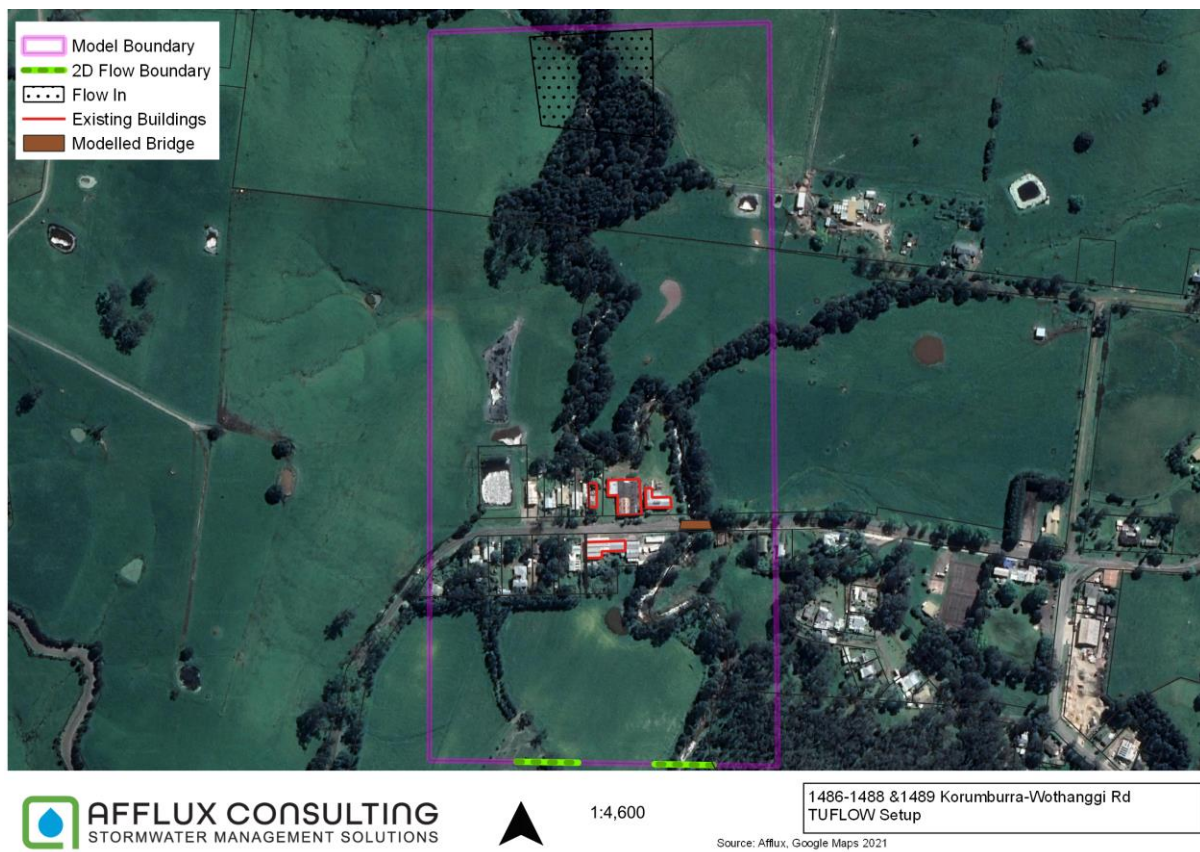 Model Boundary
2D Flow Boundary
Flow In
Existing Buildings
Modelled Bridge
AFFLUX CONSULTING
STORMWATER MANAGEMENT SOLUTIONS
1:4,600
1486-1488 &1489 Korumburra-Wothanggi Rd
TUFLOW Setup
Source: Afflux, Google Maps 2021